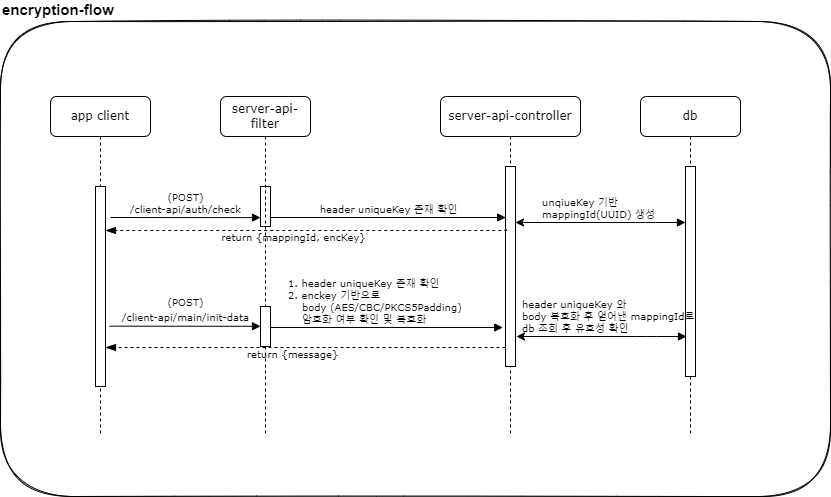 encryption-flow
app client
server-api-
filter
server-api-controller
db
(POST)
/client-api/auth/check
header uniqueKey 존재 확인
unqiueKey 기반
mappingId(UUID) 생성
return {mappingId, encKey}
(POST)
/client-api/main/init-data
1. header uniqueKey 존재 확인
2. enckey 기반으로
body (AES/CBC/PKCS5Padding)
암호화 여부 확인 및 복호화
header uniqueKey 와
body 복호화 후 얻어낸 mappingId로
db 조회 후 유효성 확인
return {message}